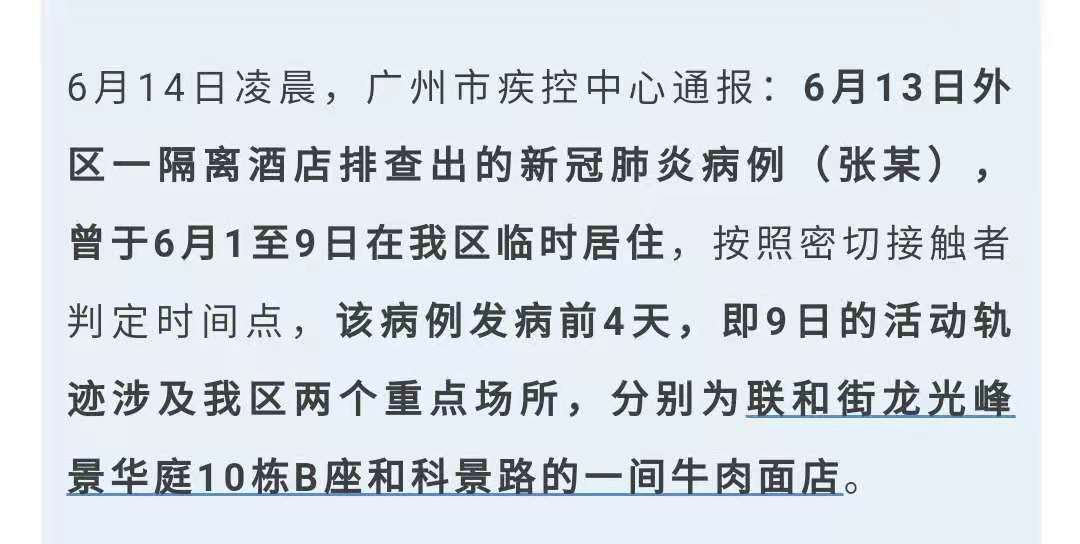 6月14日凌晨，广州市疾控中心通报：6月13日外
区一隔离酒店排查出的新冠肺炎病例（张某），
曾于6月1至9日在我区临时居住，按照密切接触者
判定时间点，该病例发病前4天，即9日的活动轨
迹涉及我区两个重点场所，分别为联和街龙光峰
景华庭10栋B座和科景路的一间牛肉面店。